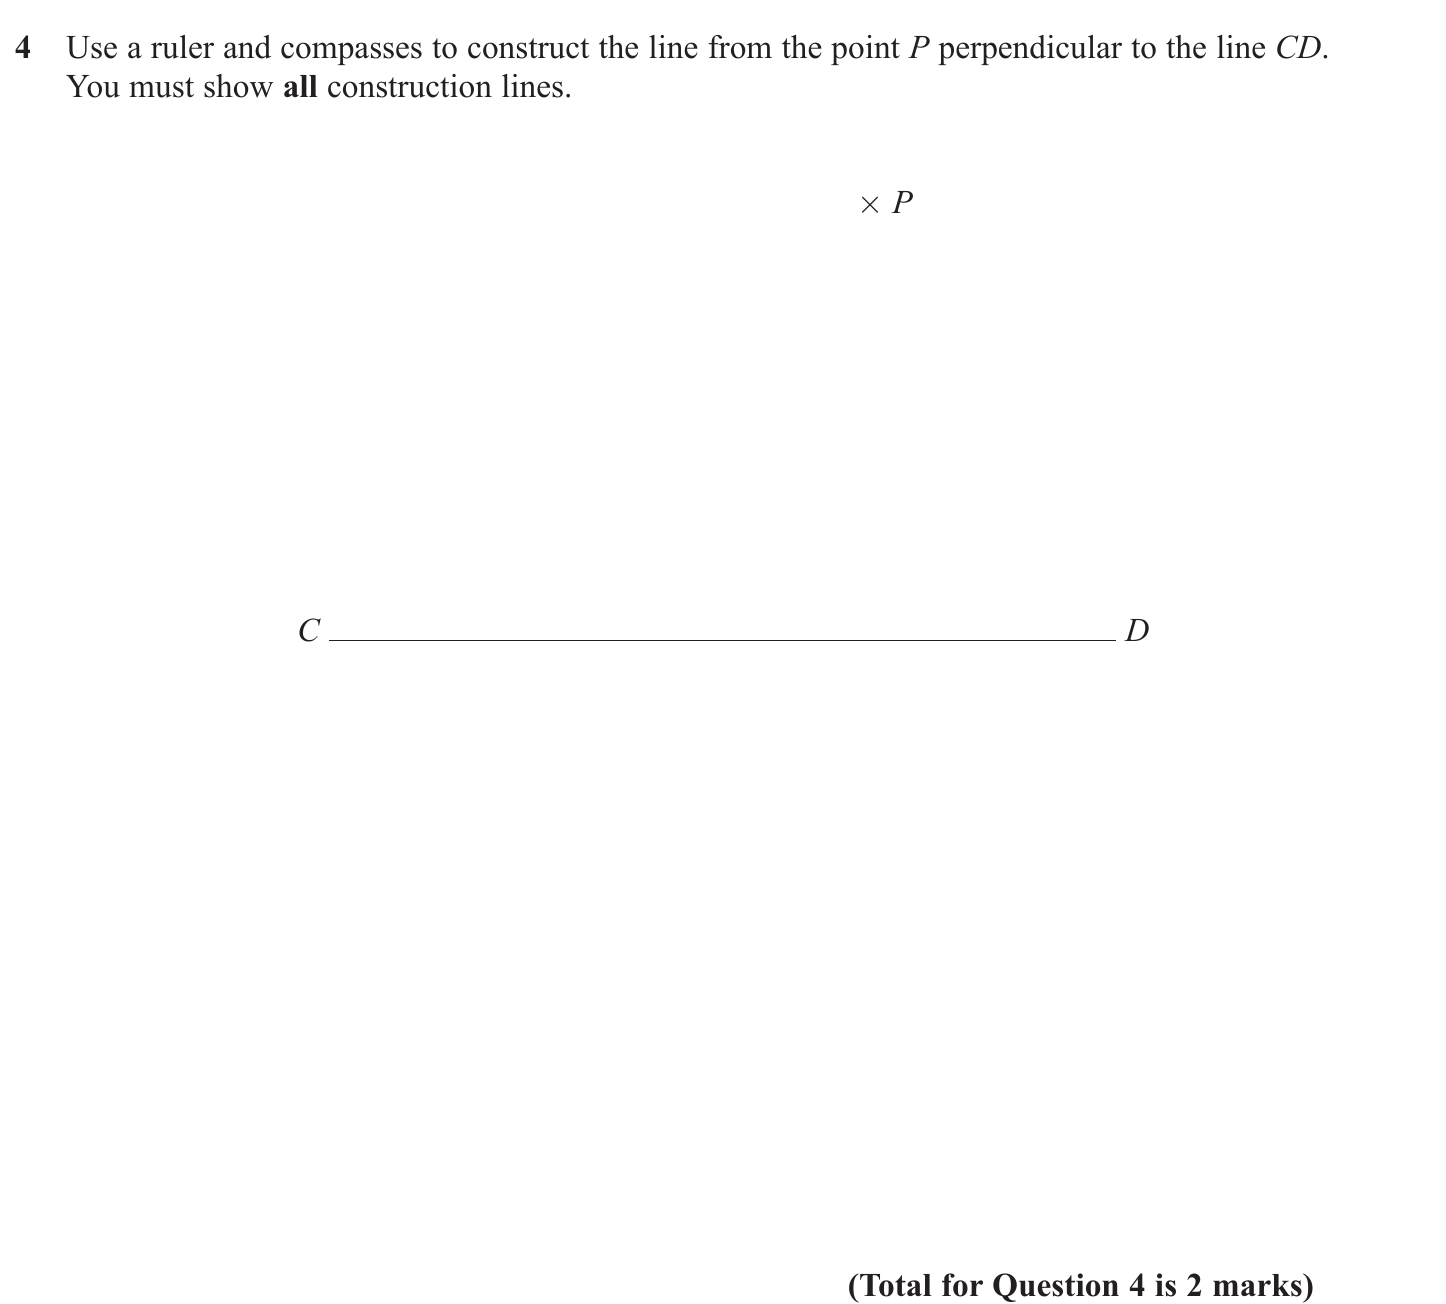 4 Use a ruler and compasses to construct the line from the point P perpendicular to the line CD.
You must show all construction lines.
× P
C D
(Total for Question 4 is 2 marks)